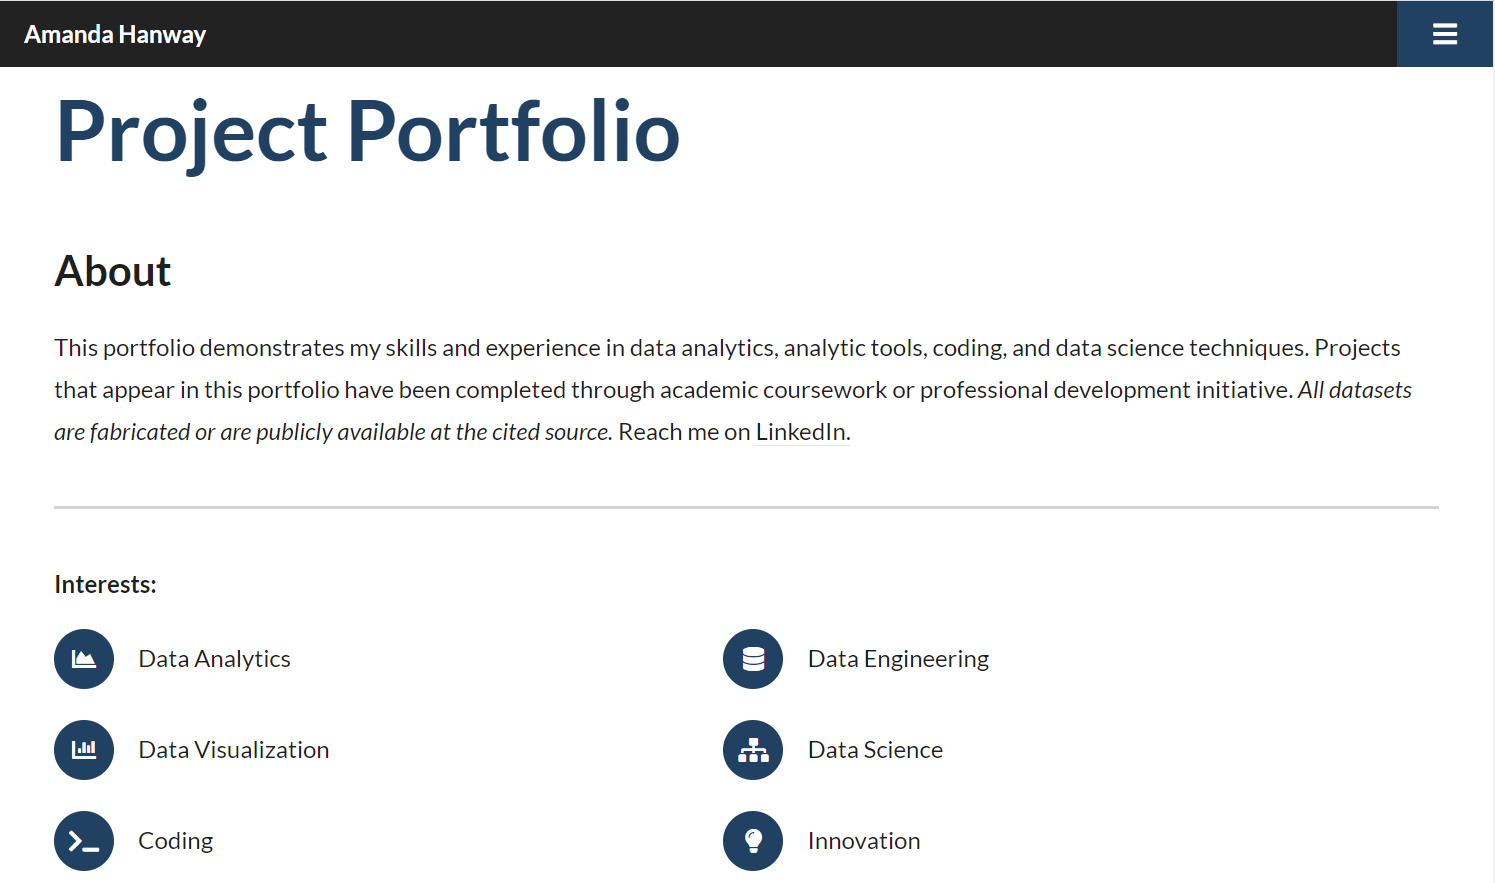 Amanda Hanway
Project Portfolio
About
This portfolio demonstrates my skills and experience in data analytics, analytic tools, coding, and data science techniques. Projects
that appear in this portfolio have been completed through academic coursework or professional development initiative. All datasets
are fabricated or are publicly available at the cited source. Reach me on LinkedIn.
Interests:
Data Analytics
Data Engineering
Data Visualization
Data Science
Coding
Innovation